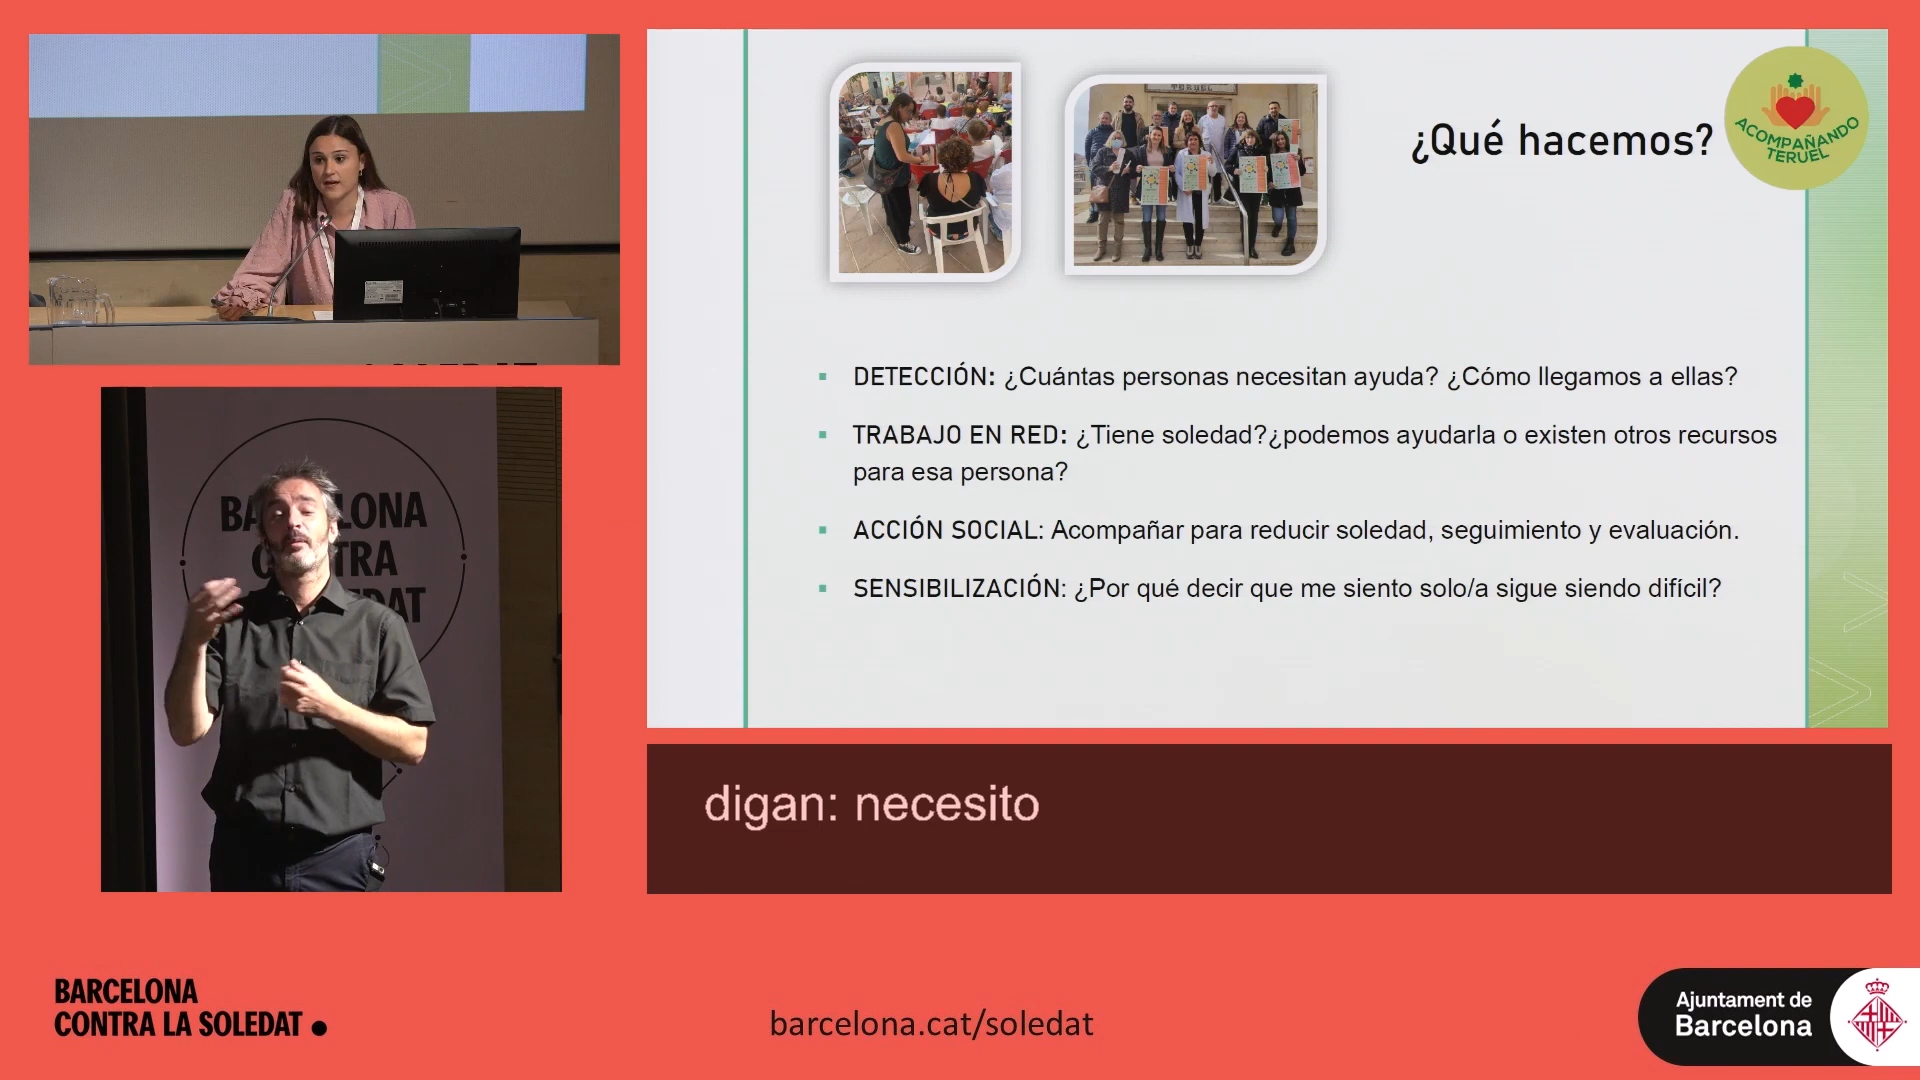 TERUEL
¿Qué hacemos?
ACOMPAÑANDO
TERUEL
DETECCIÓN: ¿Cuántas personas necesitan ayuda? ¿Cómo llegamos a ellas?
TRABAJO EN RED: ¿Tiene soledad?¿podemos ayudarla o existen otros recursos
para esa persona?
ACCIÓN SOCIAL: Acompañar para reducir soledad, seguimiento y evaluación.
SENSIBILIZACIÓN: ¿Por qué decir que me siento solo/a sigue siendo difícil?
digan: necesito
BARCELONA
CONTRA LA SOLEDAT
barcelona.cat/soledat
Ajuntament de
Barcelona